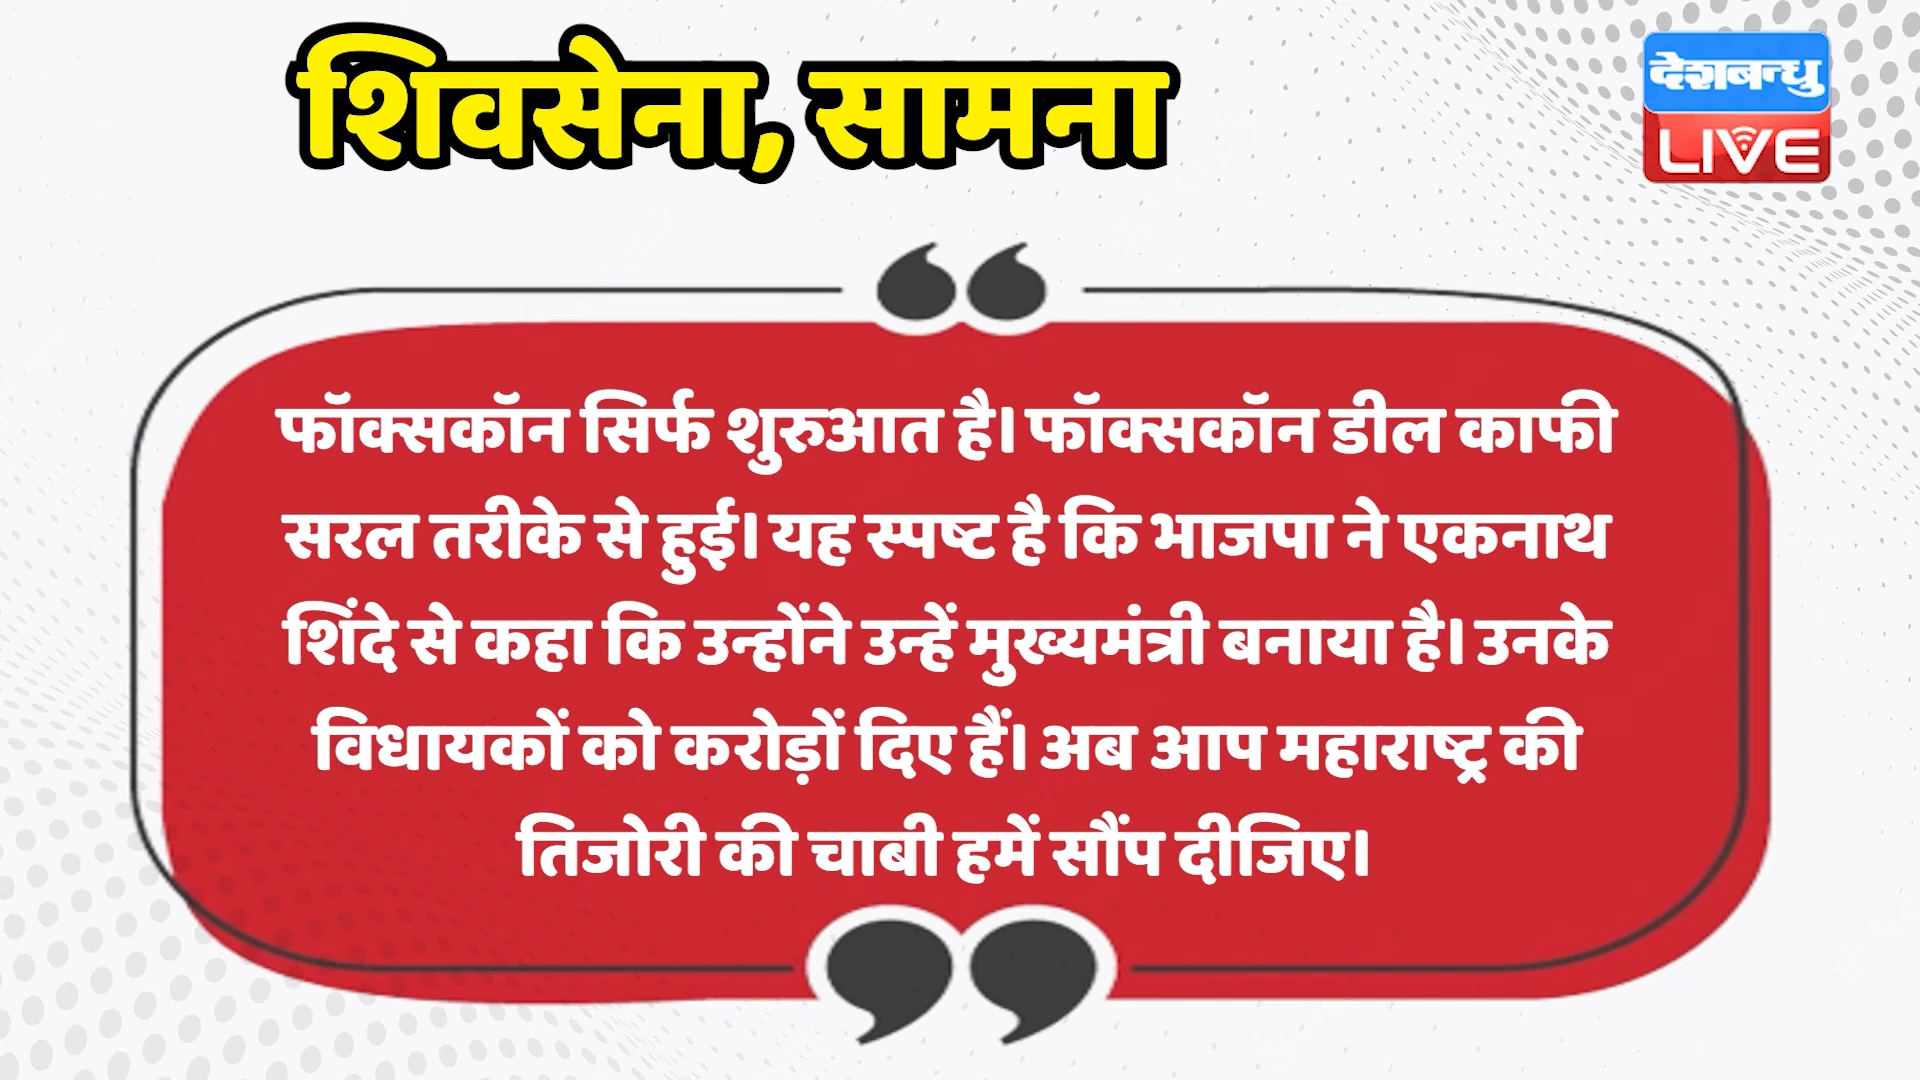 शिवसेना, सामना
देशबन्धु
LIVE
फॉक्सकॉन सिर्फ शुरुआत है। फॉक्सकॉन डील काफी
सरल तरीके से हुई। यह स्पष्ट है कि भाजपा ने एकनाथ
शिंदे से कहा कि उन्होंने उन्हें मुख्यमंत्री बनाया है। उनके
विधायकों को करोड़ों दिए हैं। अब आप महाराष्ट्र की
तिजोरी की चाबी हमें सौंप दीजिए।